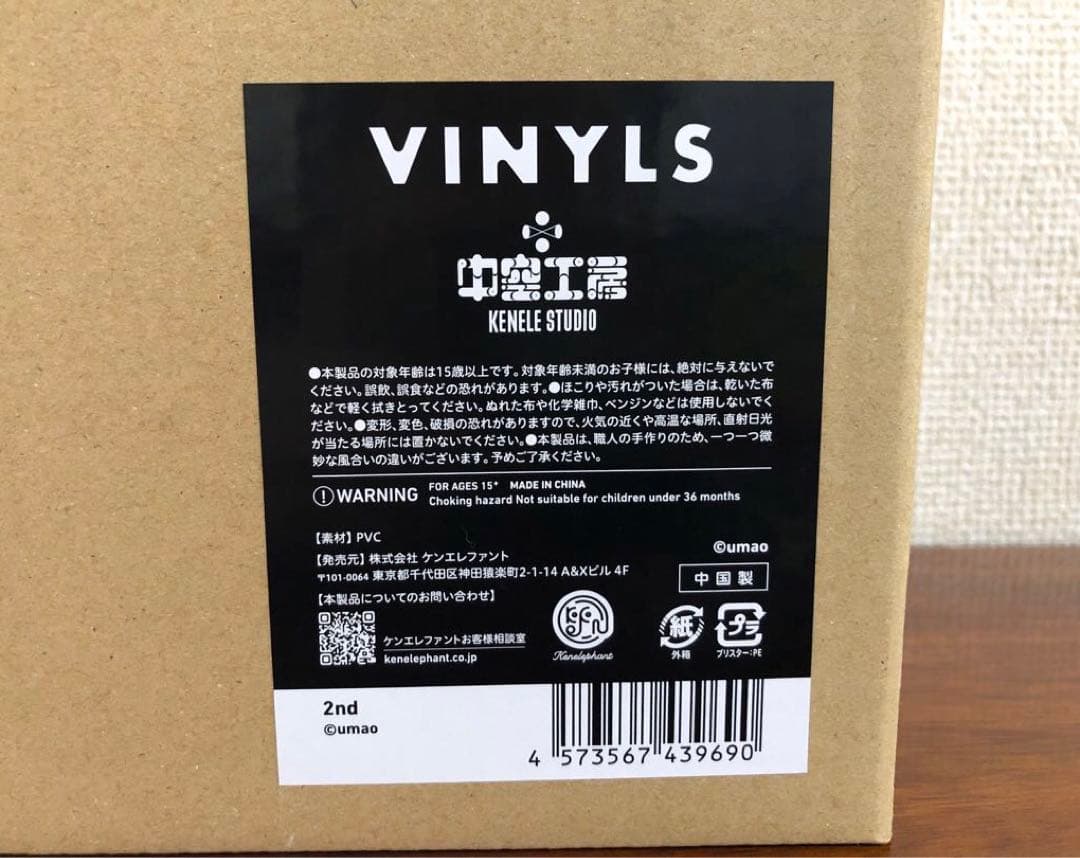 VINYLS
中空工房
KENELE STUDIO
●本製品の対象年齢は15歳以上です。対象年齢未満のお子様には、絶対に与えないで
ください。誤飲、誤食などの恐れがあります。●ほこりや汚れがついた場合は、乾いた布
などで軽く拭きとってください。ぬれた布や化学雑巾、ベンジンなどは使用しないでく
ださい。●変形、変色、破損の恐れがありますので、火気の近くや高温な場所、直射日光
が当たる場所には置かないでください。●本製品は、職人の手作りのため、一つ一つ微
妙な風合いの違いがございます。予めご了承ください。
WARNING
FOR AGES 15+ MADE IN CHINA
Choking hazard Not suitable for children under 36 months
【素材】PVC
【発売元】株式会社 ケンエレファント
〒101-0064 東京都千代田区神田猿楽町2-1-14 A&Xビル 4F
【本製品についてのお問い合わせ】
ケンエレファントお客様相談室
kenelephant.co.jp
©umao
中国製
Kenelephant
紙
外箱
プラ
ブリスター:PE
2nd
©umao
4 573567 439690